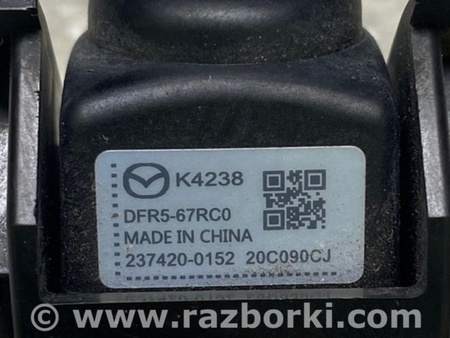 K4238
DFR5-67RC0
MADE IN CHINA
237420-0152 20C090CJ
© www.razborki.com